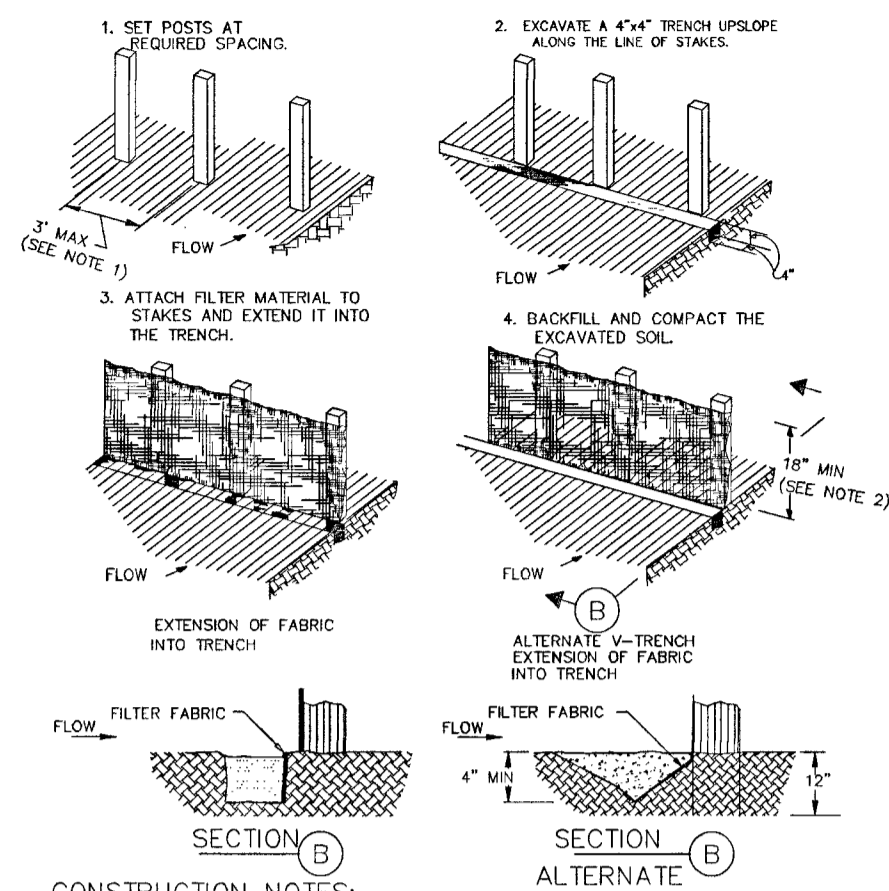 1. SET POSTS AT
REQUIRED SPACING.
3' MAX
(SEE NOTE 1)
FLOW
2. EXCAVATE A 4"x4" TRENCH UPSLOPE
ALONG THE LINE OF STAKES.
FLOW
4"
3. ATTACH FILTER MATERIAL TO
STAKES AND EXTEND IT INTO
THE TRENCH.
FLOW
EXTENSION OF FABRIC
INTO TRENCH
4. BACKFILL AND COMPACT THE
EXCAVATED SOIL.
18" MIN
(SEE NOTE 2)
FLOW
B
ALTERNATE V-TRENCH
EXTENSION OF FABRIC
INTO TRENCH
FLOW
FILTER FABRIC
SECTION B
FLOW
FILTER FABRIC
4" MIN
12"
SECTION B
ALTERNATE
CONSTRUCTION NOTES: